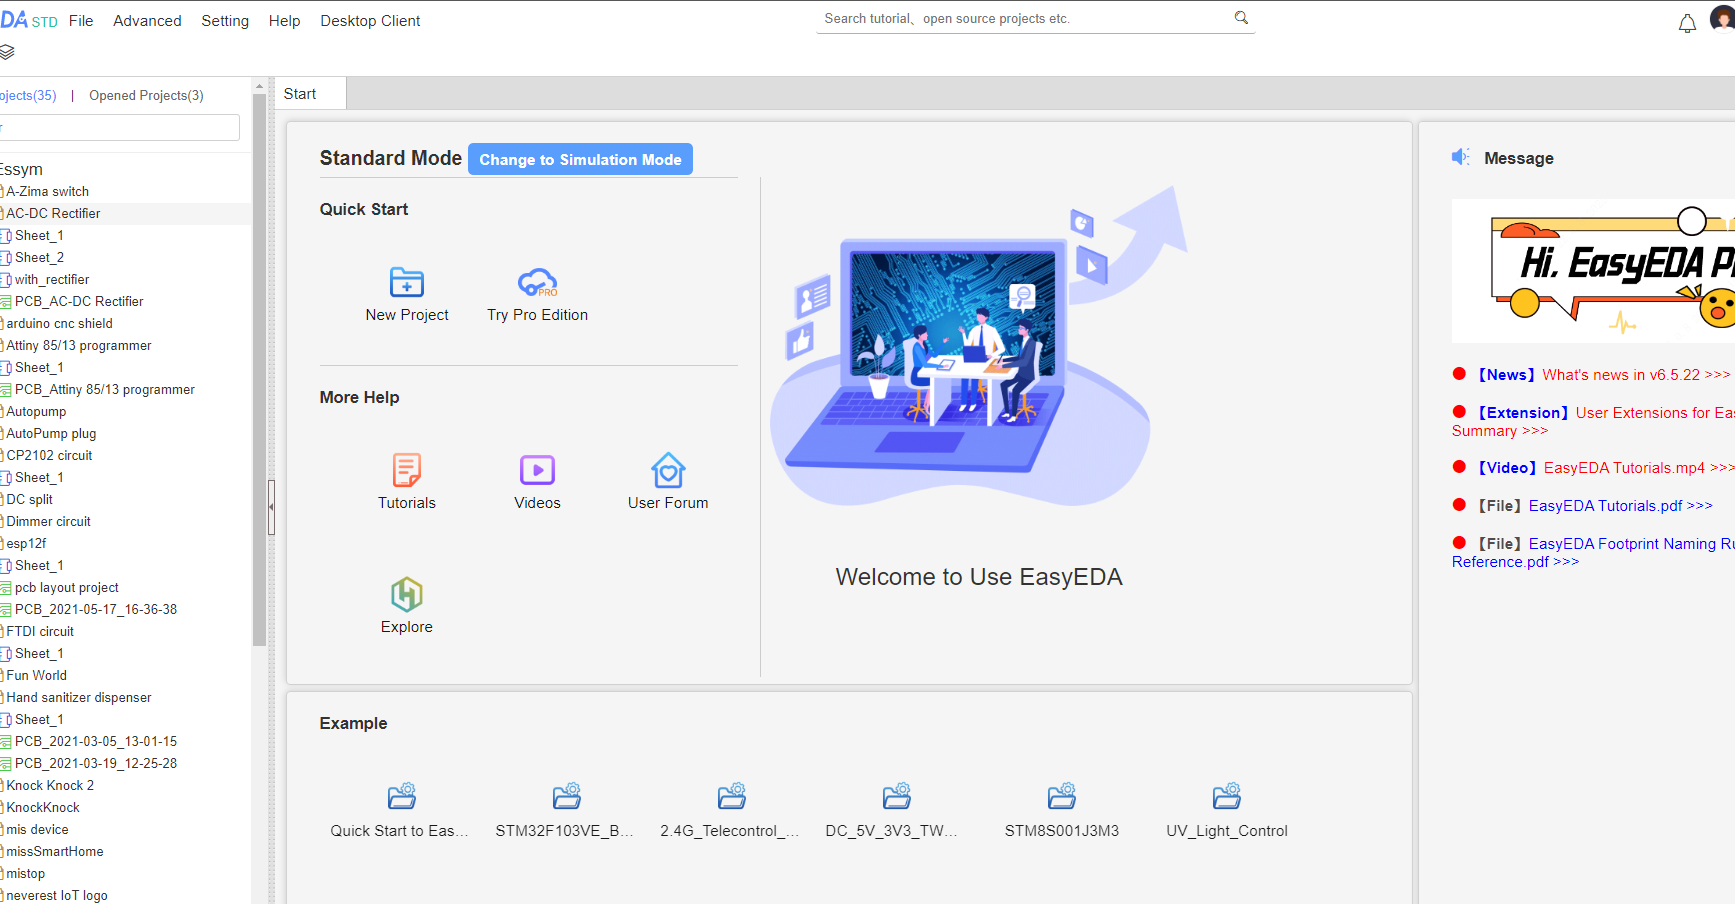 DA STD File Advanced Setting Help Desktop Client
Search tutorial、open source projects etc.
ojects(35) | Opened Projects(3)
r
Essym
A-Zima switch
AC-DC Rectifier
Sheet_1
Sheet_2
with_rectifier
PCB_AC-DC Rectifier
arduino cnc shield
Attiny 85/13 programmer
Sheet_1
PCB_Attiny 85/13 programmer
Autopump
AutoPump plug
CP2102 circuit
Sheet_1
DC split
Dimmer circuit
esp12f
Sheet_1
pcb layout project
PCB_2021-05-17_16-36-38
FTDI circuit
Sheet_1
Fun World
Hand sanitizer dispenser
Sheet_1
PCB_2021-03-05_13-01-15
PCB_2021-03-19_12-25-28
Knock Knock 2
KnockKnock
mis device
missSmartHome
mistop
neverest IoT logo
Start
Standard Mode Change to Simulation Mode
Quick Start
PRO
New Project Try Pro Edition
More Help
Tutorials Videos User Forum
Explore
Welcome to Use EasyEDA
Example
Quick Start to Eas... STM32F103VE_B... 2.4G_Telecontrol_... DC_5V_3V3_TW... STM8S001J3M3 UV_Light_Control
Message
Hi, EasyEDA P
【News】What's news in v6.5.22 >>>
【Extension】User Extensions for Eas
Summary >>>
【Video】EasyEDA Tutorials.mp4 >>>
【File】EasyEDA Tutorials.pdf >>>
【File】EasyEDA Footprint Naming Ru
Reference.pdf >>>